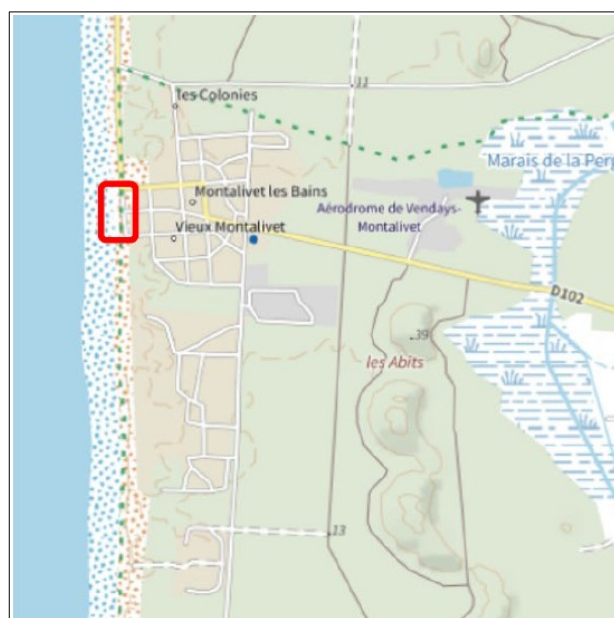 11
Les Colonies
Marais de la Perg
Montalivet les Bains
Aérodrome de Vendays-
Montalivet
Vieux Montalivet
D102
39
les Abits
13